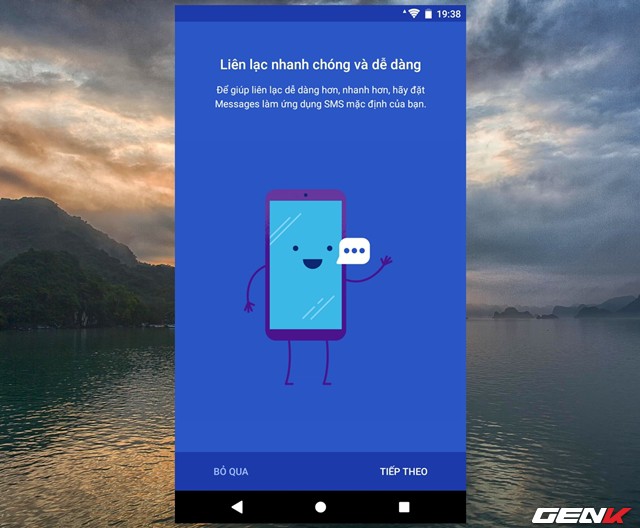 19:38
Liên lạc nhanh chóng và dễ dàng
Để giúp liên lạc dễ dàng hơn, nhanh hơn, hãy đặt
Messages làm ứng dụng SMS mặc định của bạn.
BỎ QUA
TIẾP THEO
GENK